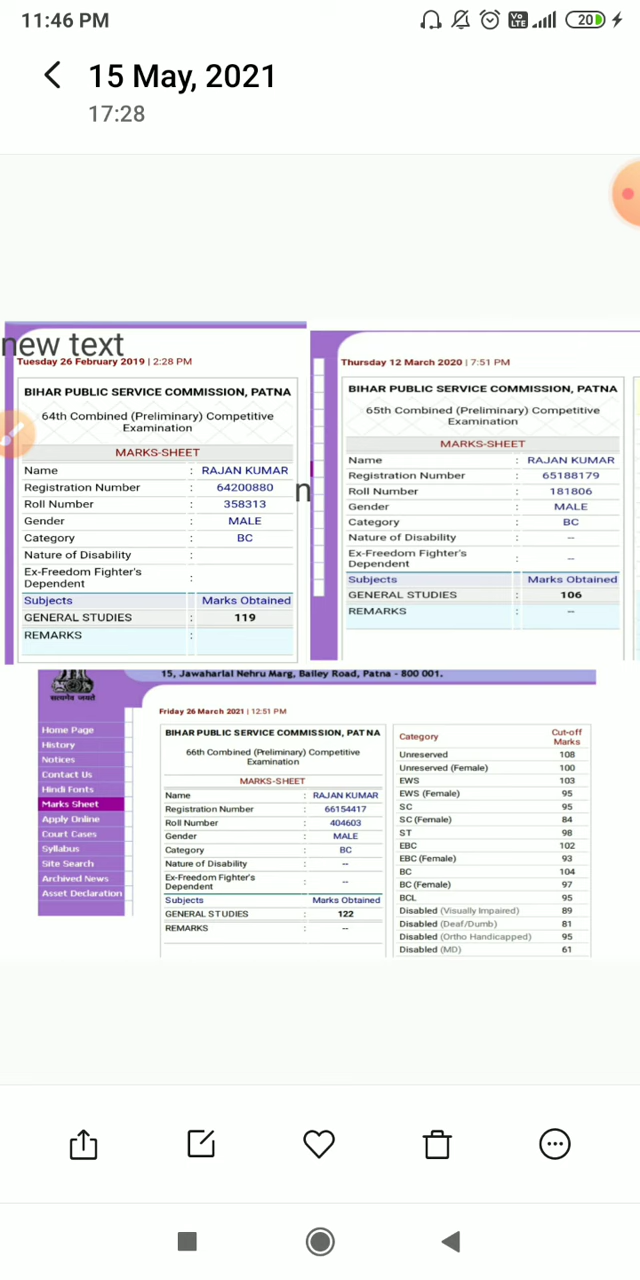 11:46 PM
Vo LTE
20
15 May, 2021
17:28
new text
Tuesday 26 February 2019 | 2:28 PM
BIHAR PUBLIC SERVICE COMMISSION, PATNA
64th Combined (Preliminary) Competitive
Examination
MARKS-SHEET
Name : RAJAN KUMAR
Registration Number : 64200880
Roll Number : 358313
Gender : MALE
Category : BC
Nature of Disability :
Ex-Freedom Fighter's
Dependent :
Subjects Marks Obtained
GENERAL STUDIES : 119
REMARKS :
n
Thursday 12 March 2020 | 7:51 PM
BIHAR PUBLIC SERVICE COMMISSION, PATNA
65th Combined (Preliminary) Competitive
Examination
MARKS-SHEET
Name : RAJAN KUMAR
Registration Number : 65188179
Roll Number : 181806
Gender : MALE
Category : BC
Nature of Disability : --
Ex-Freedom Fighter's
Dependent : --
Subjects : Marks Obtained
GENERAL STUDIES : 106
REMARKS : --
सत्यमेव जयते
15, Jawaharlal Nehru Marg, Bailey Road, Patna - 800 001.
Home Page
History
Notices
Contact Us
Hindi Fonts
Marks Sheet
Apply Online
Court Cases
Syllabus
Site Search
Archived News
Asset Declaration
Friday 26 March 2021 | 12:51 PM
BIHAR PUBLIC SERVICE COMMISSION, PATNA
66th Combined (Preliminary) Competitive
Examination
MARKS-SHEET
Name : RAJAN KUMAR
Registration Number : 66154417
Roll Number : 404603
Gender : MALE
Category : BC
Nature of Disability : --
Ex-Freedom Fighter's
Dependent : --
Subjects Marks Obtained
GENERAL STUDIES : 122
REMARKS : --
Category Cut-off Marks
Unreserved 108
Unreserved (Female) 100
EWS 103
EWS (Female) 95
SC 95
SC (Female) 84
ST 98
EBC 102
EBC (Female) 93
BC 104
BC (Female) 97
BCL 95
Disabled (Visually Impaired) 89
Disabled (Deaf/Dumb) 81
Disabled (Ortho Handicapped) 95
Disabled (MD) 61